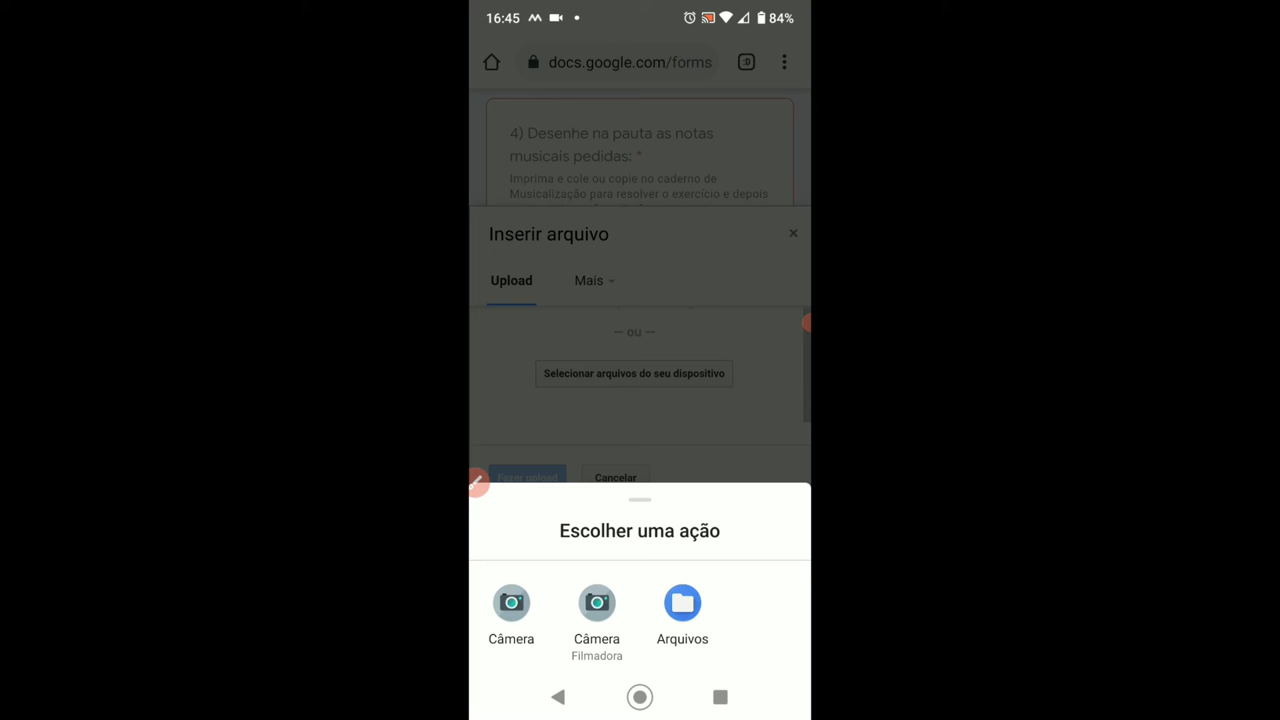 16:45
84%
docs.google.com/forms
:D
4) Desenhe na pauta as notas
musicais pedidas: *
Imprima e cole ou copie no caderno de
Musicalização para resolver o exercício e depois
Inserir arquivo
Upload Mais
— ou —
Selecionar arquivos do seu dispositivo
Fazer upload Cancelar
Escolher uma ação
Câmera Câmera Arquivos
Filmadora